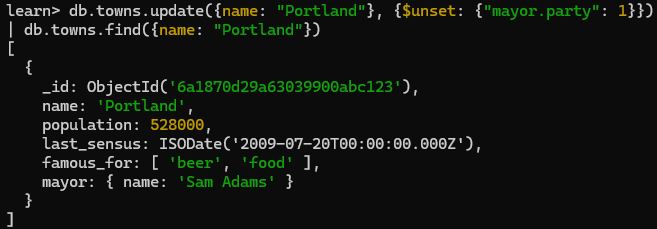 learn> db.towns.update({name: "Portland"}, {$unset: {"mayor.party": 1}})
| db.towns.find({name: "Portland"})
[
  {
    _id: ObjectId('6a1870d29a63039900abc123'),
    name: 'Portland',
    population: 528000,
    last_sensus: ISODate('2009-07-20T00:00:00.000Z'),
    famous_for: [ 'beer', 'food' ],
    mayor: { name: 'Sam Adams' }
  }
]